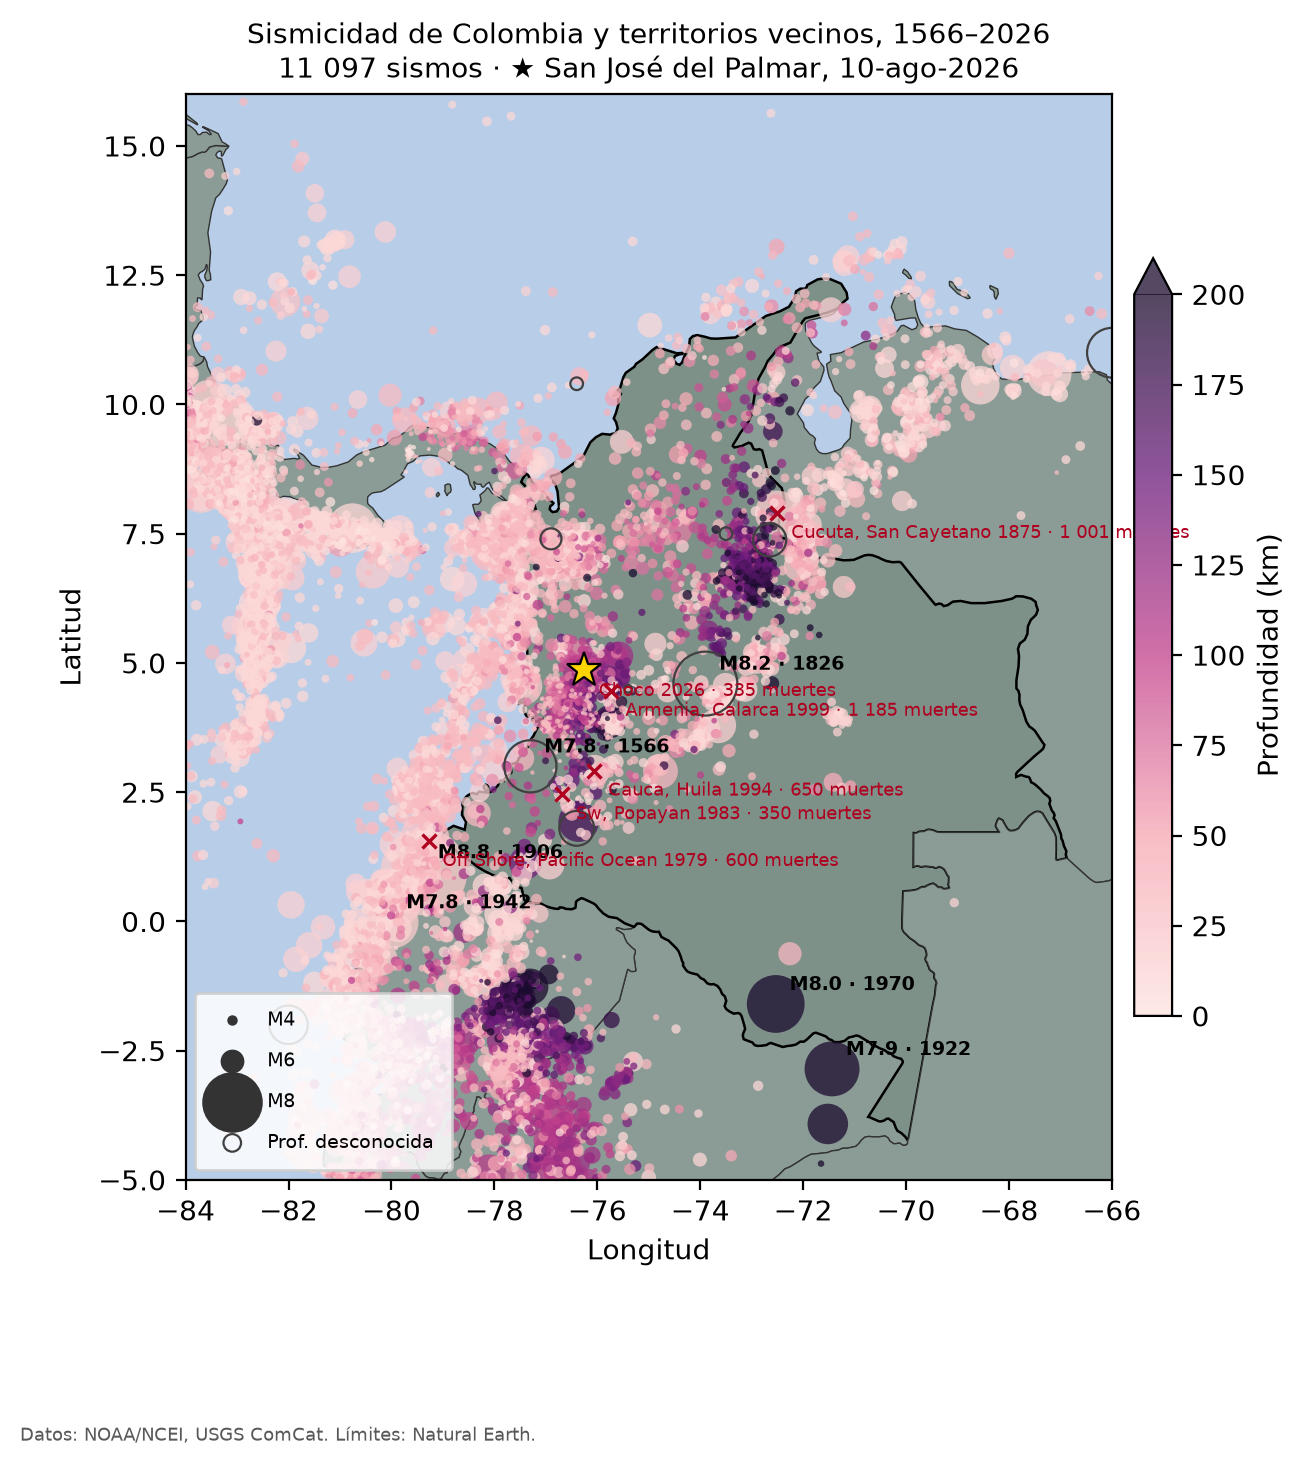 Sismicidad de Colombia y territorios vecinos, 1566–2026
11 097 sismos · ★ San José del Palmar, 10-ago-2026
15.0
12.5
10.0
7.5
5.0
2.5
0.0
−2.5
−5.0
Latitud
Cucuta, San Cayetano 1875 · 1 001 muertes
M8.2 · 1826
Choco 2026 · 335 muertes
Armenia, Calarca 1999 · 1 185 muertes
M7.8 · 1566
Cauca, Huila 1994 · 650 muertes
Sw, Popayan 1983 · 350 muertes
M8.8 · 1906
Off Shore, Pacific Ocean 1979 · 600 muertes
M7.8 · 1942
M8.0 · 1970
M7.9 · 1922
M4
M6
M8
Prof. desconocida
−84
−82
−80
−78
−76
−74
−72
−70
−68
−66
Longitud
200
175
150
125
100
75
50
25
0
Profundidad (km)
Datos: NOAA/NCEI, USGS ComCat. Límites: Natural Earth.